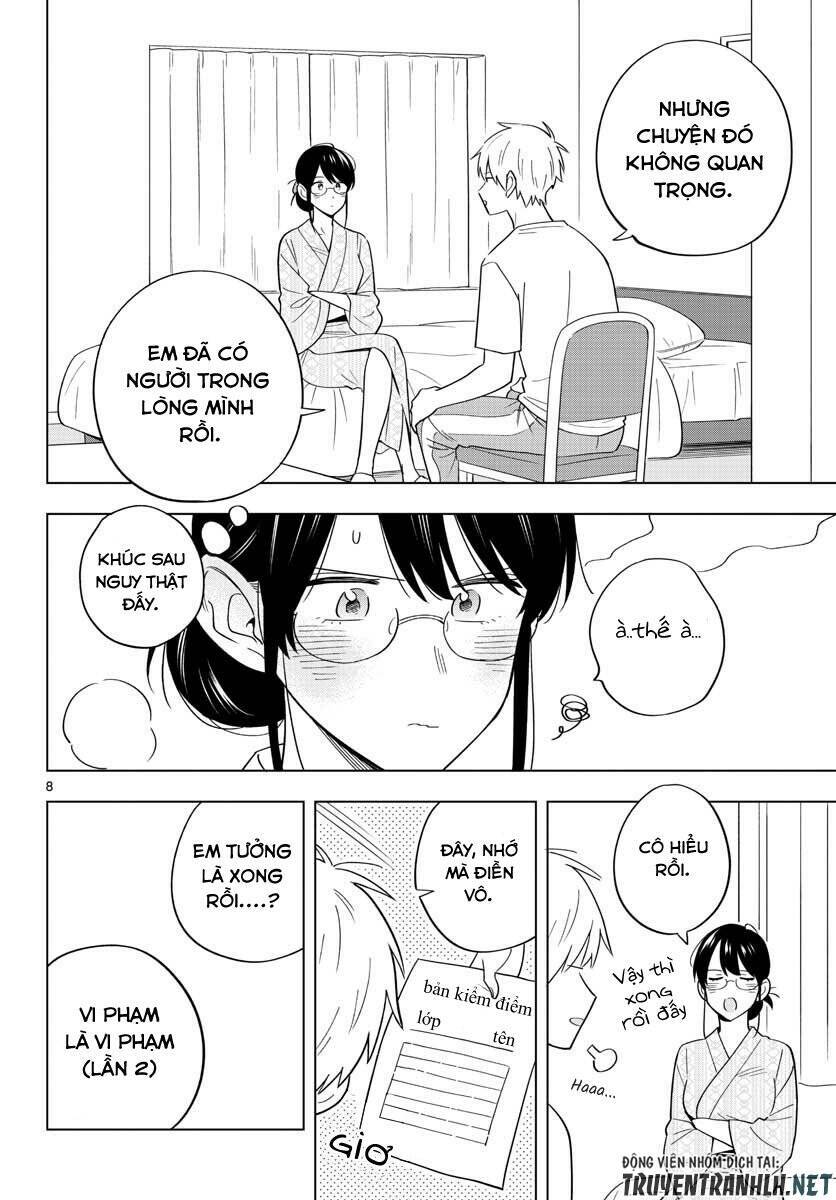 NHƯNG
CHUYỆN ĐÓ
KHÔNG QUAN
TRỌNG.
EM ĐÃ CÓ
NGƯỜI TRONG
LÒNG MÌNH
RỒI.
KHÚC SAU
NGUY THẬT
ĐẤY.
à..thế à...
8
CÔ HIỂU
RỒI.
Vậy thì
xong
rồi đấy
Haaa...
ĐÂY, NHỚ
MÀ ĐIỀN
VÔ.
bản kiểm điểm
lớp tên
GIƠ
EM TƯỞNG
LÀ XONG
RỒI....?
VI PHẠM
LÀ VI PHẠM
(LẦN 2)
ĐỘNG VIÊN NHÓM DỊCH TẠI:
TRUYENTRANHLH.NET